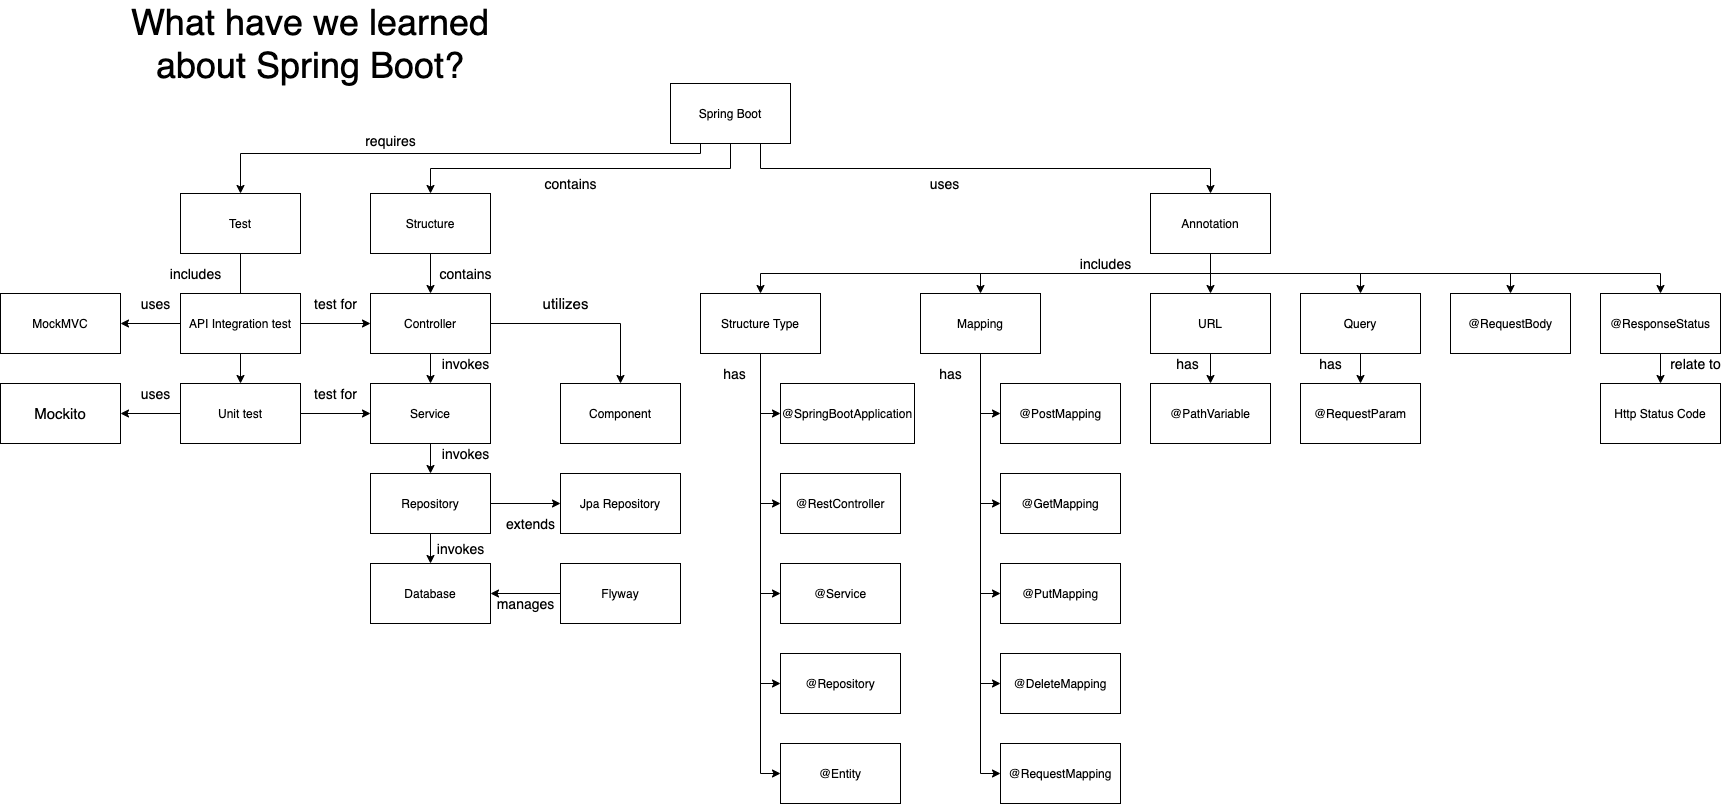 What have we learned
about Spring Boot?
Spring Boot
requires
contains
uses
Test
Structure
Annotation
includes
contains
includes
MockMVC
uses
API Integration test
test for
Controller
utilizes
Structure Type
Mapping
URL
Query
@RequestBody
@ResponseStatus
invokes
has
has
has
has
relate to
Mockito
uses
Unit test
test for
Service
Component
@SpringBootApplication
@PostMapping
@PathVariable
@RequestParam
Http Status Code
invokes
Repository
extends
Jpa Repository
@RestController
@GetMapping
invokes
Database
manages
Flyway
@Service
@PutMapping
@Repository
@DeleteMapping
@Entity
@RequestMapping